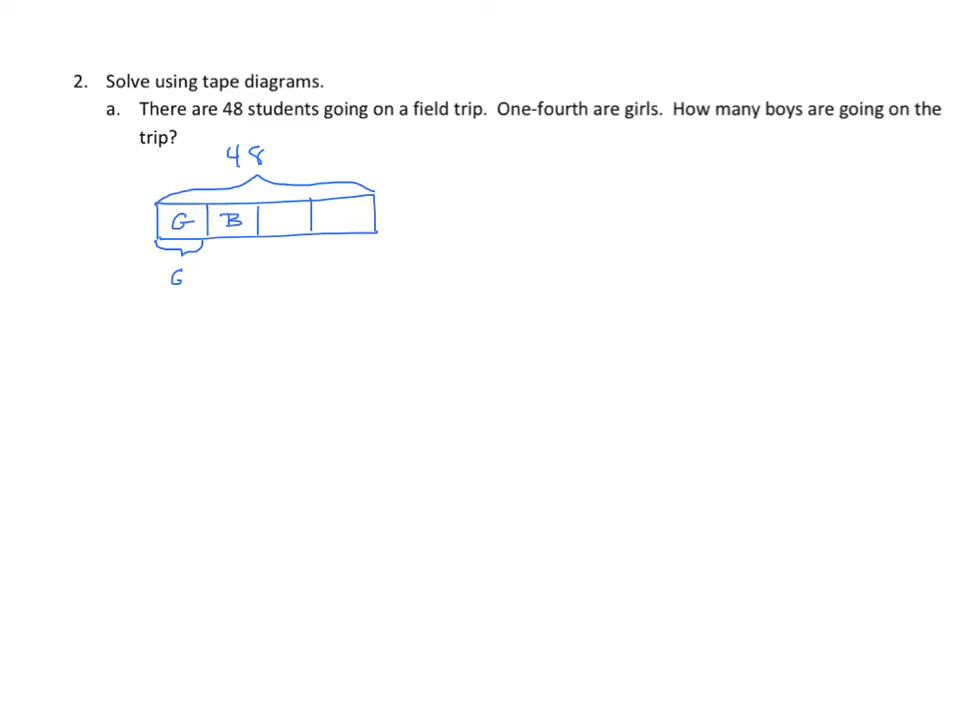 2. Solve using tape diagrams.
a. There are 48 students going on a field trip. One-fourth are girls. How many boys are going on the
trip?
48
G B
G